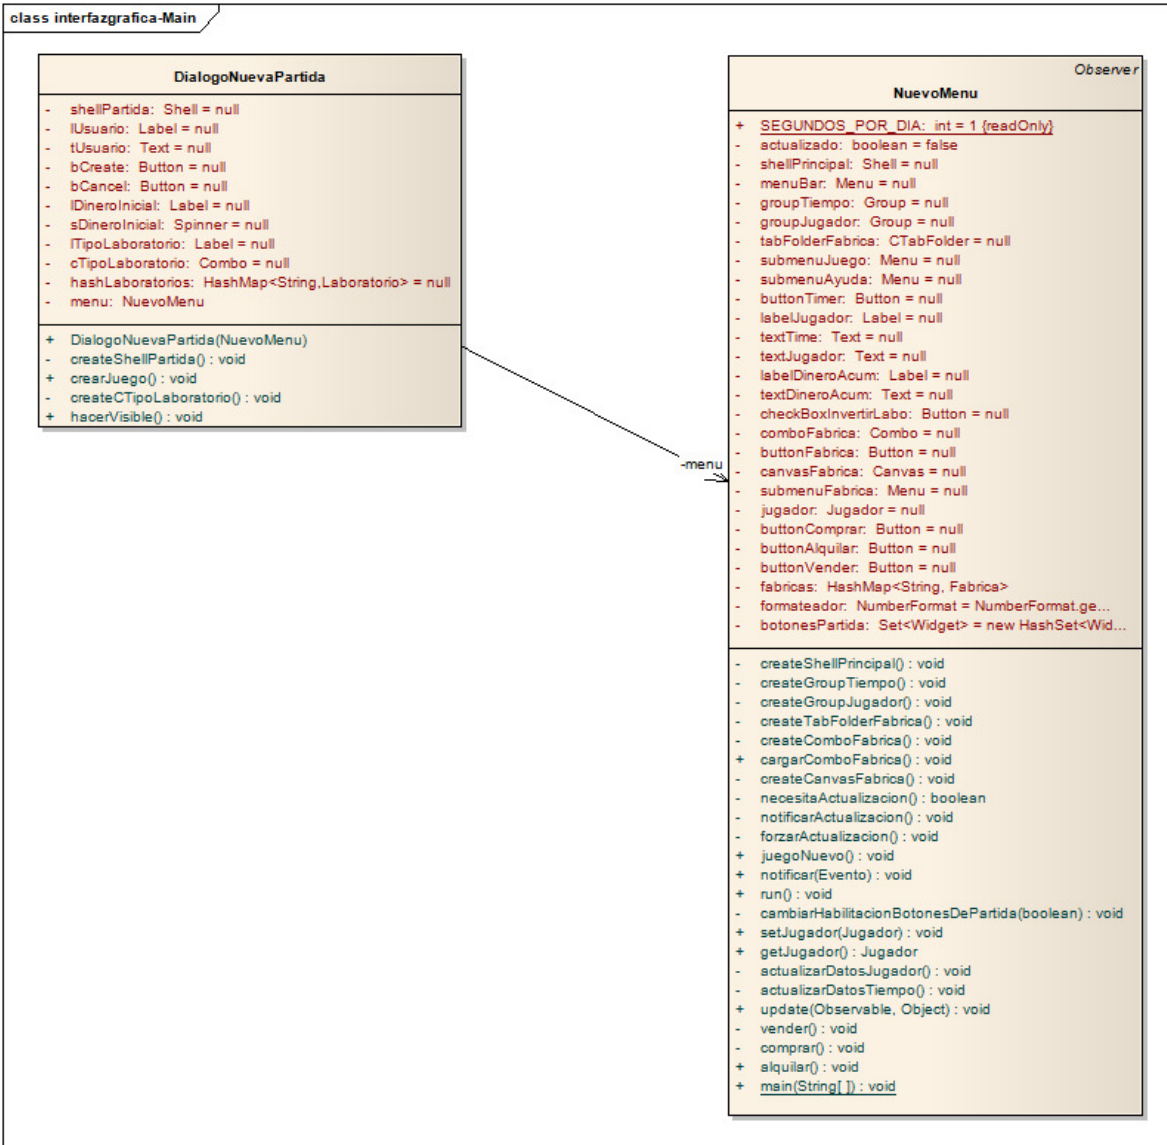 class interfazgrafica-Main
DialogoNuevaPartida
- shellPartida: Shell = null
- lUsuario: Label = null
- tUsuario: Text = null
- bCreate: Button = null
- bCancel: Button = null
- lDineroInicial: Label = null
- sDineroInicial: Spinner = null
- lTipoLaboratorio: Label = null
- cTipoLaboratorio: Combo = null
- hashLaboratorios: HashMap<String,Laboratorio> = null
- menu: NuevoMenu
+ DialogoNuevaPartida(NuevoMenu)
- createShellPartida() : void
+ crearJuego() : void
- createCTipoLaboratorio() : void
+ hacerVisible() : void
-menu
Observer
NuevoMenu
+ SEGUNDOS_POR_DIA: int = 1 {readOnly}
- actualizado: boolean = false
- shellPrincipal: Shell = null
- menuBar: Menu = null
- groupTiempo: Group = null
- groupJugador: Group = null
- tabFolderFabrica: CTabFolder = null
- submenuJuego: Menu = null
- submenuAyuda: Menu = null
- buttonTimer: Button = null
- labelJugador: Label = null
- textTime: Text = null
- textJugador: Text = null
- labelDineroAcum: Label = null
- textDineroAcum: Text = null
- checkBoxInvertirLabo: Button = null
- comboFabrica: Combo = null
- buttonFabrica: Button = null
- canvasFabrica: Canvas = null
- submenuFabrica: Menu = null
- jugador: Jugador = null
- buttonComprar: Button = null
- buttonAlquilar: Button = null
- buttonVender: Button = null
- fabricas: HashMap<String, Fabrica>
- formateador: NumberFormat = NumberFormat.ge...
- botonesPartida: Set<Widget> = new HashSet<Wid...
- createShellPrincipal() : void
- createGroupTiempo() : void
- createGroupJugador() : void
- createTabFolderFabrica() : void
- createComboFabrica() : void
+ cargarComboFabrica() : void
- createCanvasFabrica() : void
- necesitaActualizacion() : boolean
- notificarActualizacion() : void
- forzarActualizacion() : void
+ juegoNuevo() : void
+ notificar(Evento) : void
+ run() : void
- cambiarHabilitacionBotonesDePartida(boolean) : void
+ setJugador(Jugador) : void
+ getJugador() : Jugador
- actualizarDatosJugador() : void
- actualizarDatosTiempo() : void
+ update(Observable, Object) : void
- vender() : void
- comprar() : void
+ alquilar() : void
+ main(String[ ]) : void